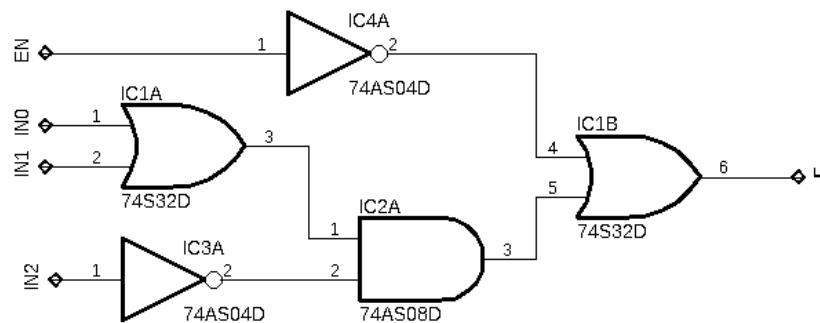 IC4A
EN
1
2
74AS04D
IC1A
IN0
1
IN1
2
3
74S32D
IC1B
4
5
6
74S32D
IC2A
1
2
3
74AS08D
IC3A
IN2
1
2
74AS04D